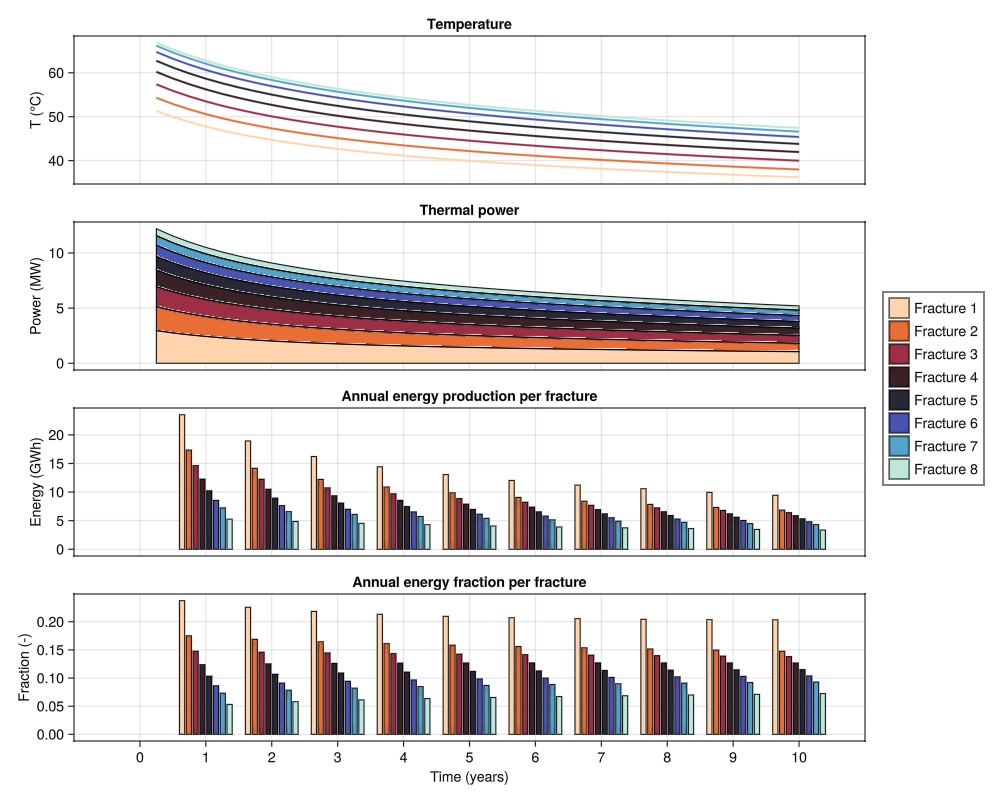 Temperature
T (°C)
60
50
40
Thermal power
Power (MW)
10
5
0
Annual energy production per fracture
Energy (GWh)
20
15
10
5
0
Annual energy fraction per fracture
Fraction (-)
0.20
0.15
0.10
0.05
0.00
0 1 2 3 4 5 6 7 8 9 10
Time (years)
Fracture 1
Fracture 2
Fracture 3
Fracture 4
Fracture 5
Fracture 6
Fracture 7
Fracture 8